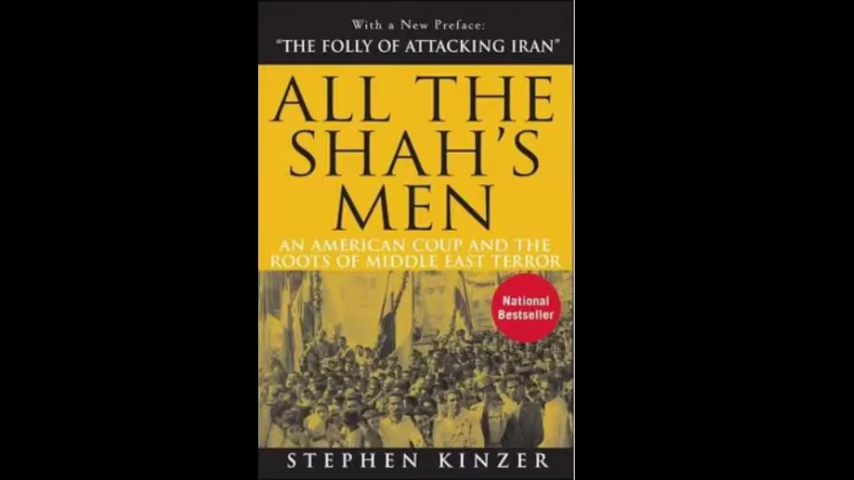 With a New Preface:
"THE FOLLY OF ATTACKING IRAN"
ALL THE
SHAH'S
MEN
AN AMERICAN COUP AND THE
ROOTS OF MIDDLE EAST TERROR
National
Bestseller
STEPHEN KINZER